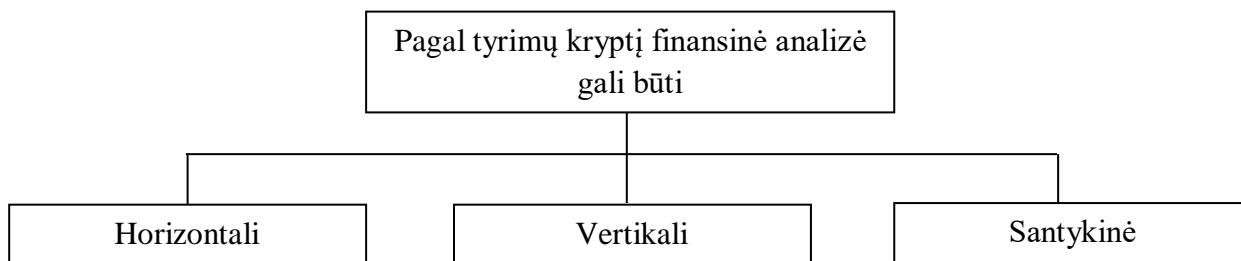 Pagal tyrimų kryptį finansinė analizė
gali būti
Horizontali
Vertikali
Santykinė